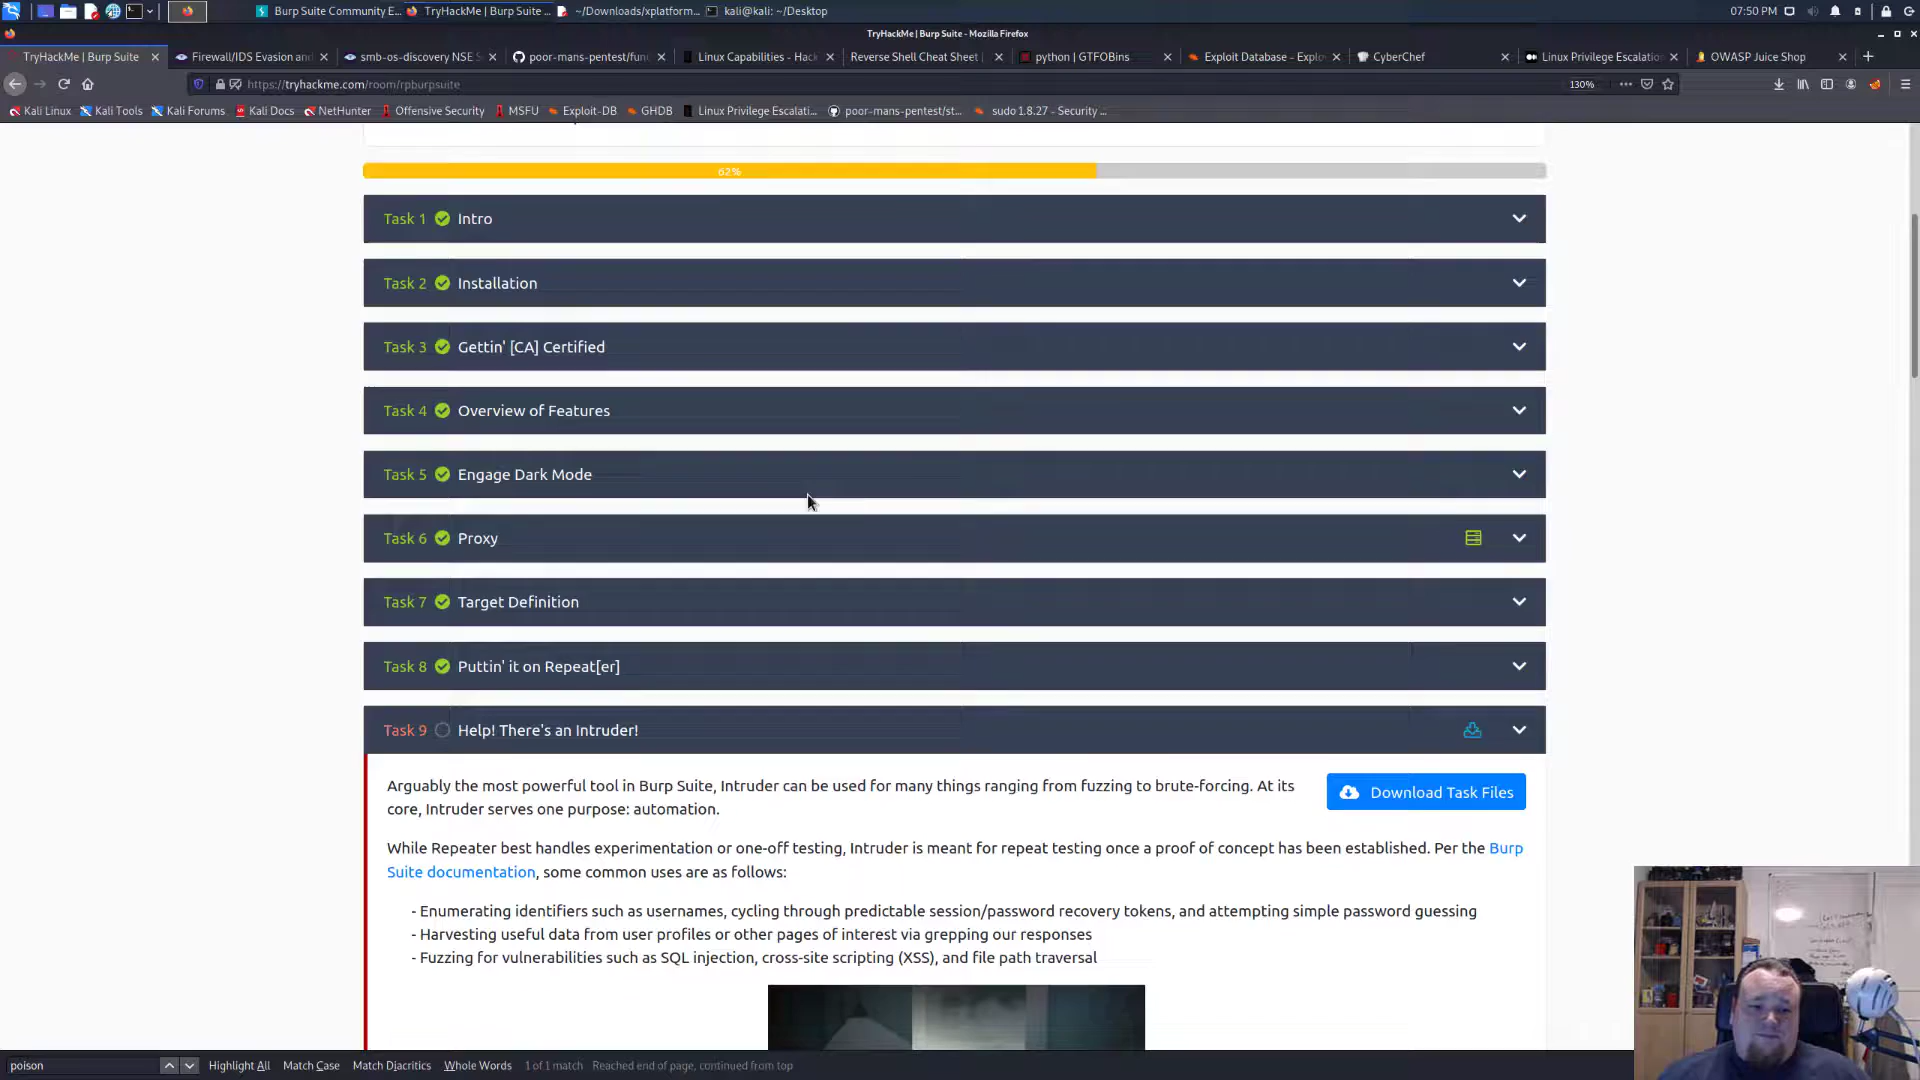 Burp Suite Community E...
TryHackMe | Burp Suite ...
~/Downloads/xplatform...
kali@kali: ~/Desktop
07:50 PM
TryHackMe | Burp Suite - Mozilla Firefox
TryHackMe | Burp Suite
Firewall/IDS Evasion and
smb-os-discovery NSE S
poor-mans-pentest/fun
Linux Capabilities - Hac
Reverse Shell Cheat Sheet
python | GTFOBins
Exploit Database - Explo
CyberChef
Linux Privilege Escalatio
OWASP Juice Shop
https://tryhackme.com/room/rpburpsuite
130%
Kali Linux
Kali Tools
Kali Forums
Kali Docs
NetHunter
Offensive Security
MSFU
Exploit-DB
GHDB
Linux Privilege Escalati...
poor-mans-pentest/st...
sudo 1.8.27 - Security ...
62%
Task 1 Intro
Task 2 Installation
Task 3 Gettin' [CA] Certified
Task 4 Overview of Features
Task 5 Engage Dark Mode
Task 6 Proxy
Task 7 Target Definition
Task 8 Puttin' it on Repeat[er]
Task 9 Help! There's an Intruder!
Arguably the most powerful tool in Burp Suite, Intruder can be used for many things ranging from fuzzing to brute-forcing. At its
core, Intruder serves one purpose: automation.
Download Task Files
While Repeater best handles experimentation or one-off testing, Intruder is meant for repeat testing once a proof of concept has been established. Per the Burp
Suite documentation, some common uses are as follows:
- Enumerating identifiers such as usernames, cycling through predictable session/password recovery tokens, and attempting simple password guessing
- Harvesting useful data from user profiles or other pages of interest via grepping our responses
- Fuzzing for vulnerabilities such as SQL injection, cross-site scripting (XSS), and file path traversal
poison
Highlight All
Match Case
Match Diacritics
Whole Words
1 of 1 match
Reached end of page, continued from top